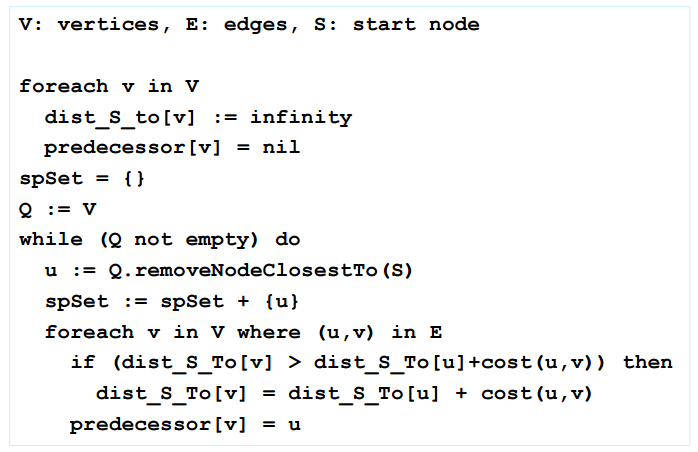 V: vertices, E: edges, S: start node
foreach v in V
dist_S_to[v] := infinity
predecessor[v] = nil
spSet = {}
Q := V
while (Q not empty) do
u := Q.removeNodeClosestTo(S)
spSet := spSet + {u}
foreach v in V where (u,v) in E
if (dist_S_To[v] > dist_S_To[u]+cost(u,v)) then
dist_S_To[v] = dist_S_To[u] + cost(u,v)
predecessor[v] = u